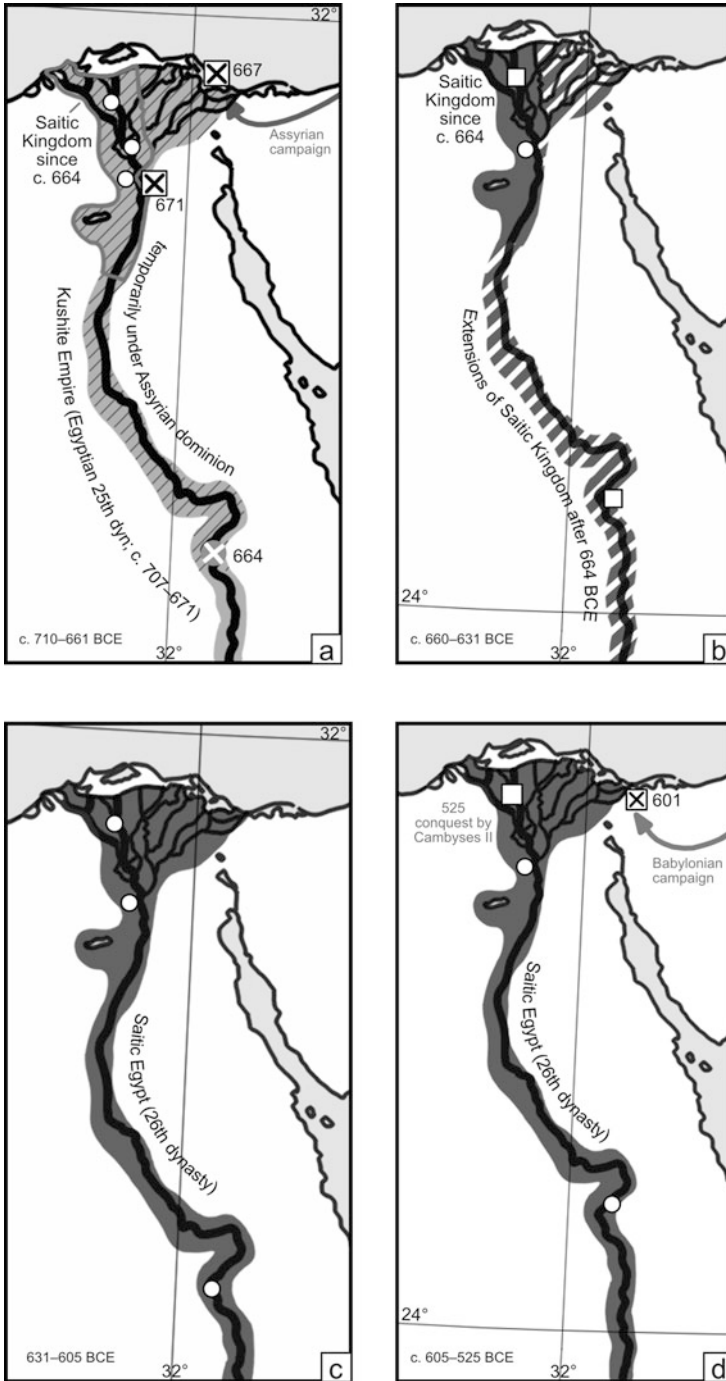 32°
667
Saitic
Kingdom
since
c. 664
Assyrian
campaign
671
temporarily under Assyrian dominion
Kushite Empire (Egyptian 25th dyn; c. 707–671)
664
c. 710–661 BCE
32°
a
Saitic
Kingdom
since
c. 664
Extensions of Saitic Kingdom after 664 BCE
24°
c. 660–631 BCE
32°
b
32°
Saitic Egypt (26th dynasty)
631–605 BCE
32°
c
525
conquest by
Cambyses II
601
Babylonian
campaign
Saitic Egypt (26th dynasty)
24°
c. 605–525 BCE
32°
d